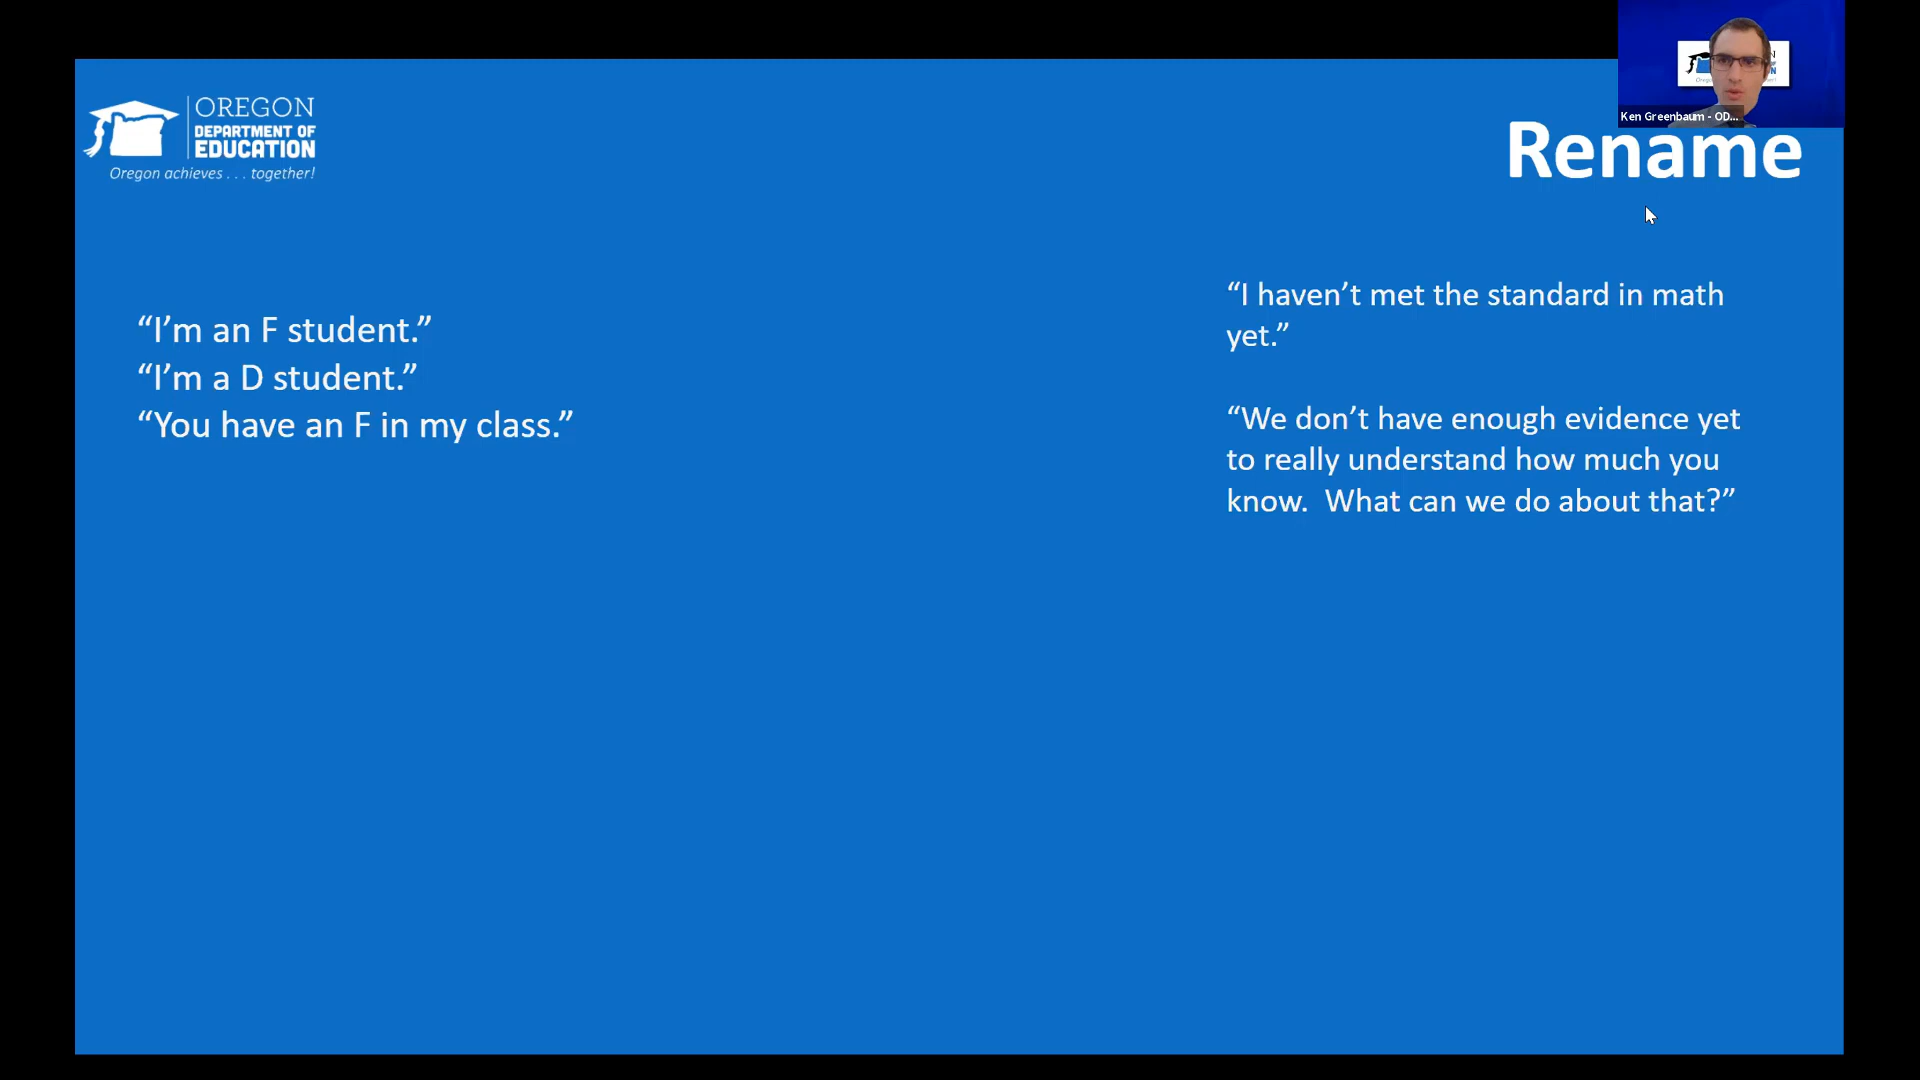 OREGON
DEPARTMENT OF
EDUCATION
Oregon achieves . . . together!
Ken Greenbaum - OD...
Rename
“I’m an F student.”
“I’m a D student.”
“You have an F in my class.”
“I haven’t met the standard in math
yet.”
“We don’t have enough evidence yet
to really understand how much you
know.  What can we do about that?”